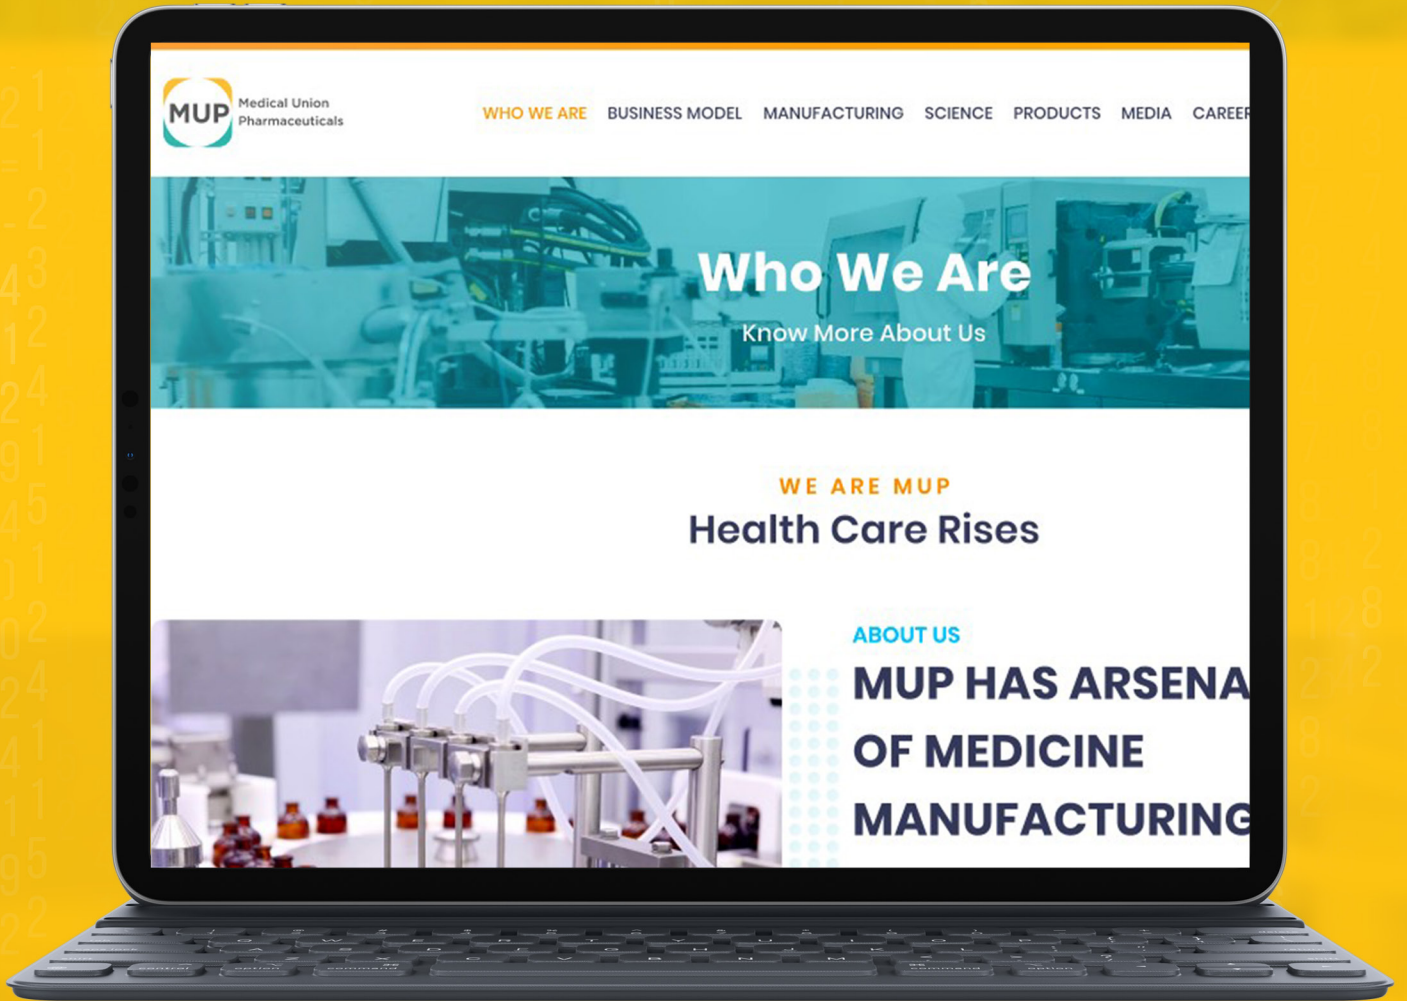 MUP
Medical Union
Pharmaceuticals
WHO WE ARE BUSINESS MODEL MANUFACTURING SCIENCE PRODUCTS MEDIA CAREER
Who We Are
Know More About Us
WE ARE MUP
Health Care Rises
ABOUT US
MUP HAS ARSENA
OF MEDICINE
MANUFACTURING